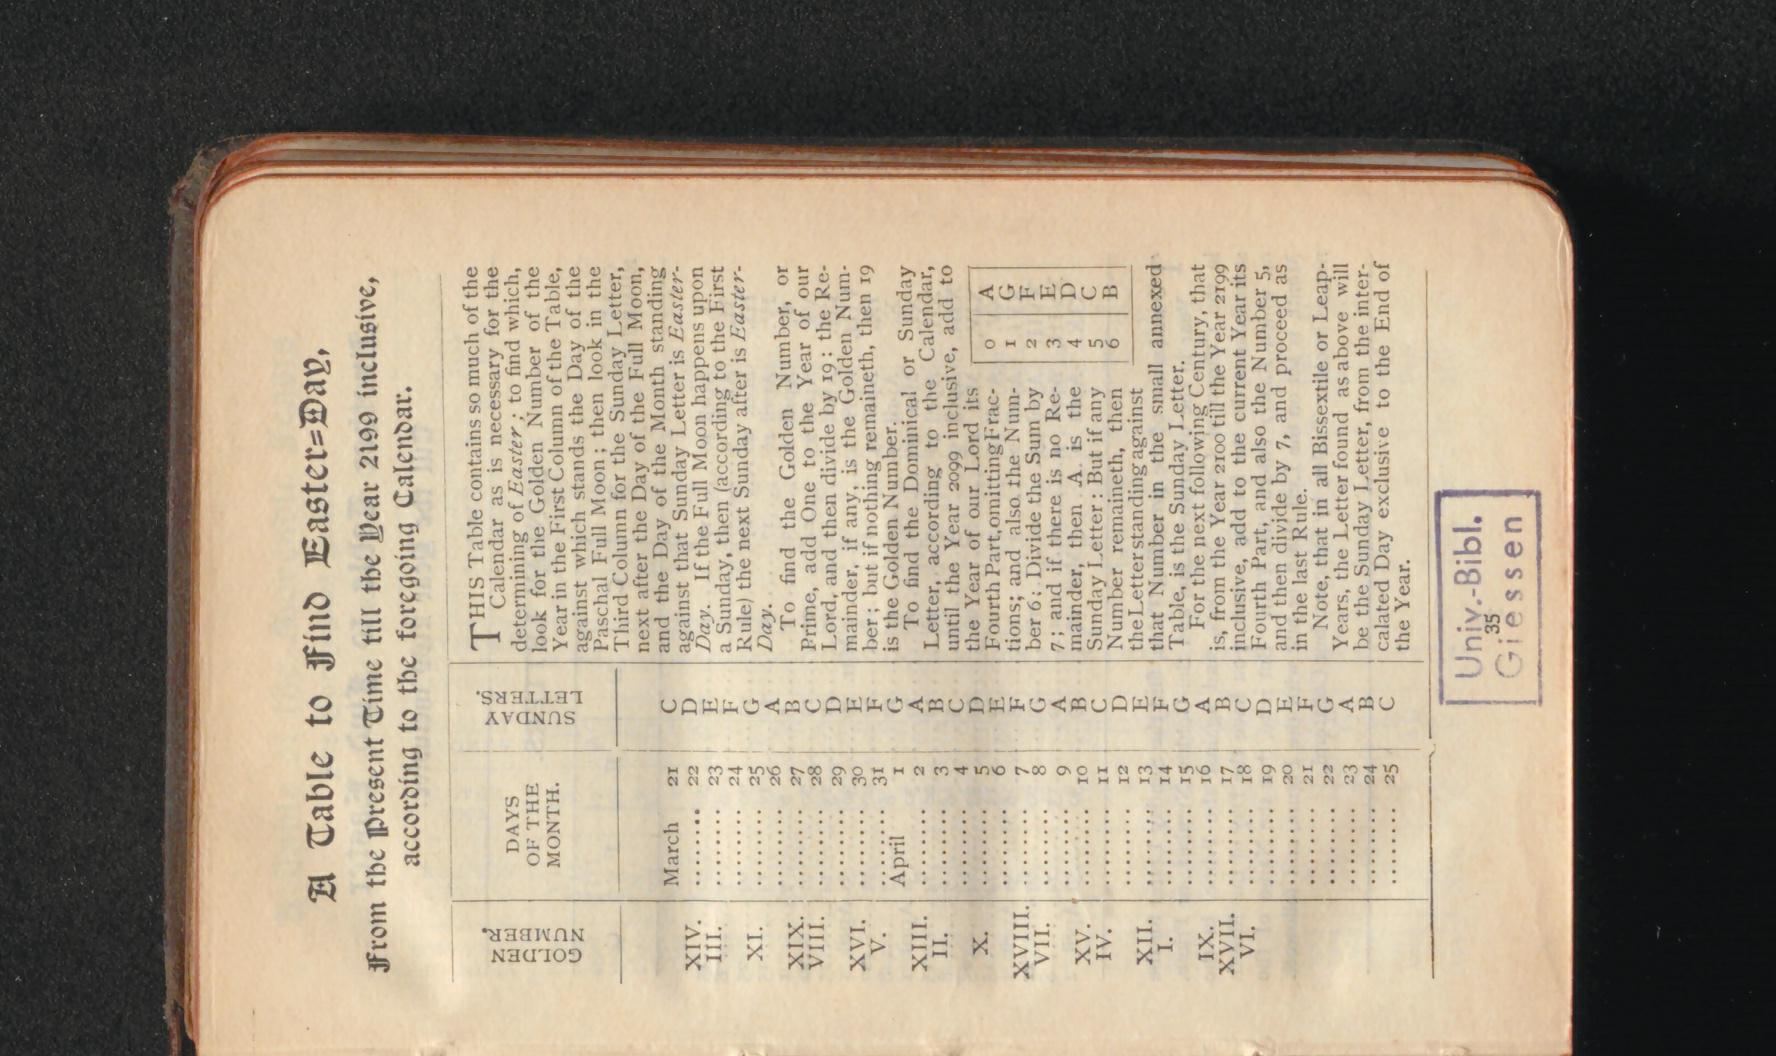 A Table to Find Easter=Day,
From the Present Time till the Year 2199 inclusive,
according to the foregoing Calendar.
GOLDEN NUMBER. DAYS OF THE MONTH. SUNDAY LETTERS.
March 21 C
XIV. ........ 22 D
III. ........ 23 E
........ 24 F
XI. ........ 25 G
........ 26 A
XIX. ........ 27 B
VIII. ........ 28 C
........ 29 D
XVI. ........ 30 E
V. ........ 31 F
April 1 G
XIII. ........ 2 A
II. ........ 3 B
........ 4 C
X. ........ 5 D
........ 6 E
XVIII. ........ 7 F
VII. ........ 8 G
........ 9 A
XV. ........ 10 B
IV. ........ 11 C
........ 12 D
XII. ........ 13 E
I. ........ 14 F
........ 15 G
IX. ........ 16 A
XVII. ........ 17 B
VI. ........ 18 C
........ 19 D
........ 20 E
........ 21 F
........ 22 G
........ 23 A
........ 24 B
........ 25 C
THIS Table contains so much of the
Calendar as is necessary for the
determining of Easter; to find which,
look for the Golden Number of the
Year in the First Column of the Table,
against which stands the Day of the
Paschal Full Moon; then look in the
Third Column for the Sunday Letter,
next after the Day of the Full Moon,
and the Day of the Month standing
against that Sunday Letter is Easter-
Day. If the Full Moon happens upon
a Sunday, then (according to the First
Rule) the next Sunday after is Easter-
Day.
To find the Golden Number, or
Prime, add One to the Year of our
Lord, and then divide by 19: the Re-
mainder, if any, is the Golden Num-
ber; but if nothing remaineth, then 19
is the Golden Number.
To find the Dominical or Sunday
Letter, according to the Calendar,
until the Year 2099 inclusive, add to
the Year of our Lord its
Fourth Part, omitting Frac-
tions; and also the Num-
ber 6: Divide the Sum by
7; and if there is no Re-
mainder, then A. is the
Sunday Letter: But if any
Number remaineth, then
the Letter standing against
that Number in the small annexed
Table, is the Sunday Letter.
0 A
1 G
2 F
3 E
4 D
5 C
6 B
For the next following Century, that
is, from the Year 2100 till the Year 2199
inclusive, add to the current Year its
Fourth Part, and also the Number 5,
and then divide by 7, and proceed as
in the last Rule.
Note, that in all Bissextile or Leap-
Years, the Letter found as above will
be the Sunday Letter, from the inter-
calated Day exclusive to the End of
the Year.
Univ.-Bibl.
35
Giessen